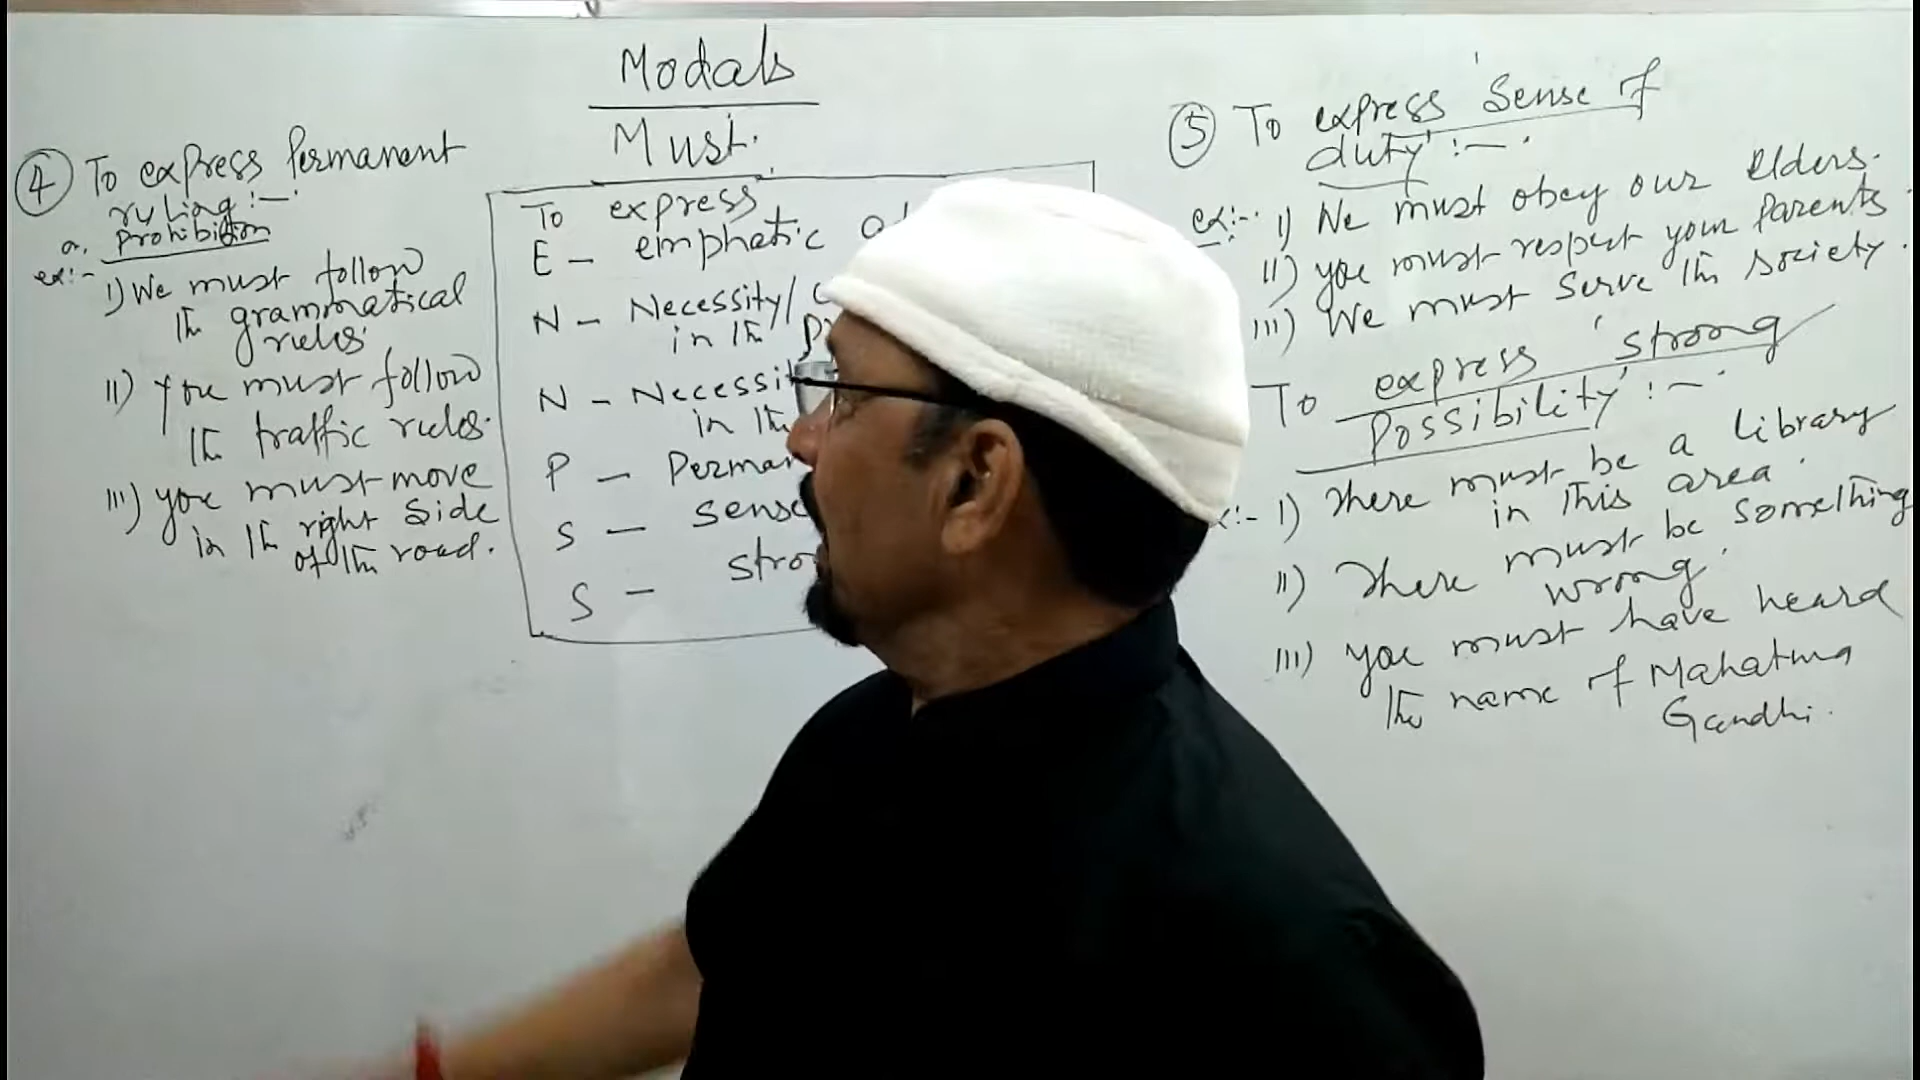 Modals
Must.
④ To express Permanent
ruling :-
a. Prohibition
ex:- 1) We must follow
the grammatical
rules.
11) you must follow
the traffic rules.
111) you must move
in the right side
of the road.
To express
E - emphatic
N - Necessity/
in the
N -
in the
P -
S - sense
S -
⑤ To express 'Sense of
duty' :-
ex:- 1) We must obey our elders.
11) you must respect your Parents.
111) We must serve the society.
To express 'strong
Possibility' :-
1) There must be a library
in this area.
11) There must be something
wrong.
111) you must have heard
the name of Mahatma
Gandhi.